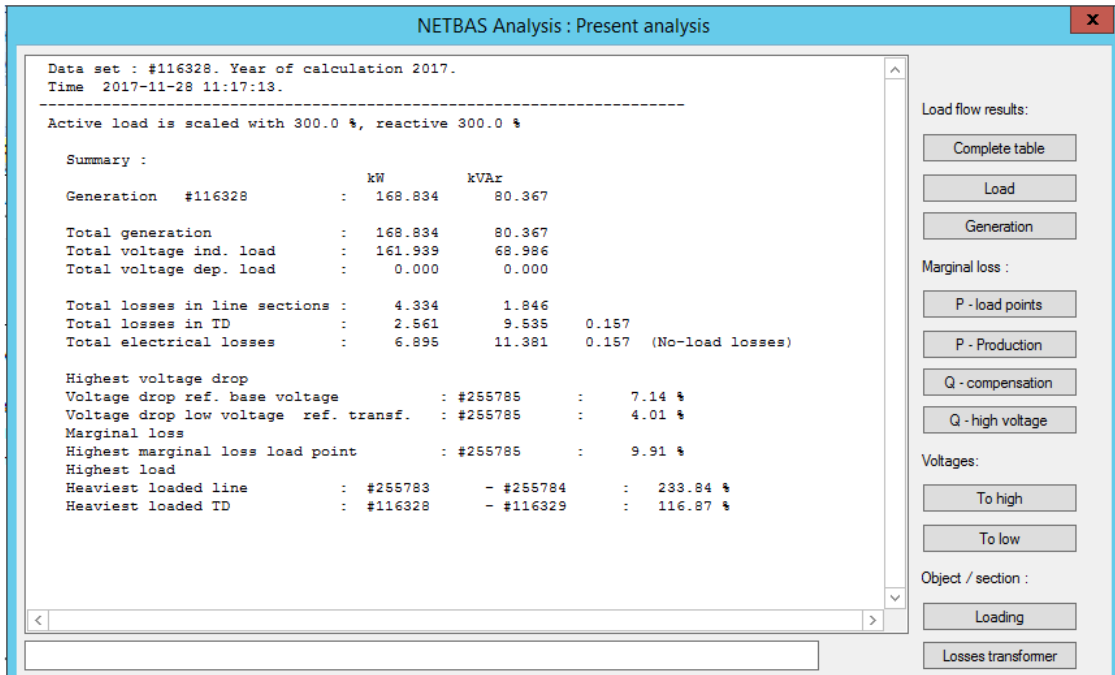 NETBAS Analysis : Present analysis
x
Data set : #116328. Year of calculation 2017.
Time 2017-11-28 11:17:13.
-----------------------------------------------------------------------
Active load is scaled with 300.0 %, reactive 300.0 %
Summary :
kW kVAr
Generation #116328 : 168.834 80.367
Total generation : 168.834 80.367
Total voltage ind. load : 161.939 68.986
Total voltage dep. load : 0.000 0.000
Total losses in line sections : 4.334 1.846
Total losses in TD : 2.561 9.535 0.157
Total electrical losses : 6.895 11.381 0.157 (No-load losses)
Highest voltage drop
Voltage drop ref. base voltage : #255785 : 7.14 %
Voltage drop low voltage ref. transf. : #255785 : 4.01 %
Marginal loss
Highest marginal loss load point : #255785 : 9.91 %
Highest load
Heaviest loaded line : #255783 - #255784 : 233.84 %
Heaviest loaded TD : #116328 - #116329 : 116.87 %
Load flow results:
Complete table
Load
Generation
Marginal loss :
P - load points
P - Production
Q - compensation
Q - high voltage
Voltages:
To high
To low
Object / section :
Loading
Losses transformer